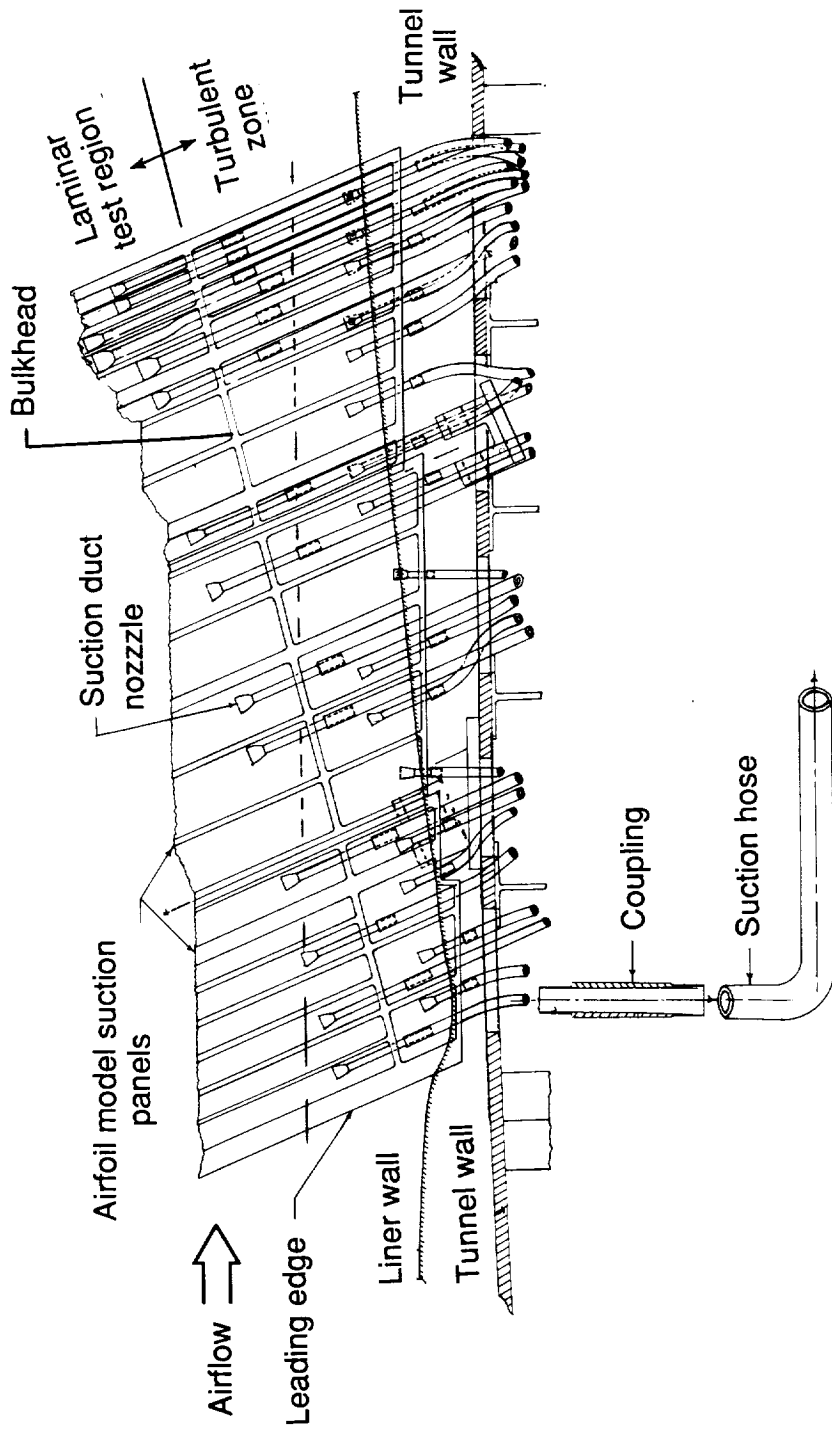 Laminar
test region
Turbulent
zone
Tunnel
wall
Bulkhead
Suction duct
nozzzle
Airfoil model suction
panels
Airflow
Leading edge
Liner wall
Tunnel wall
Coupling
Suction hose